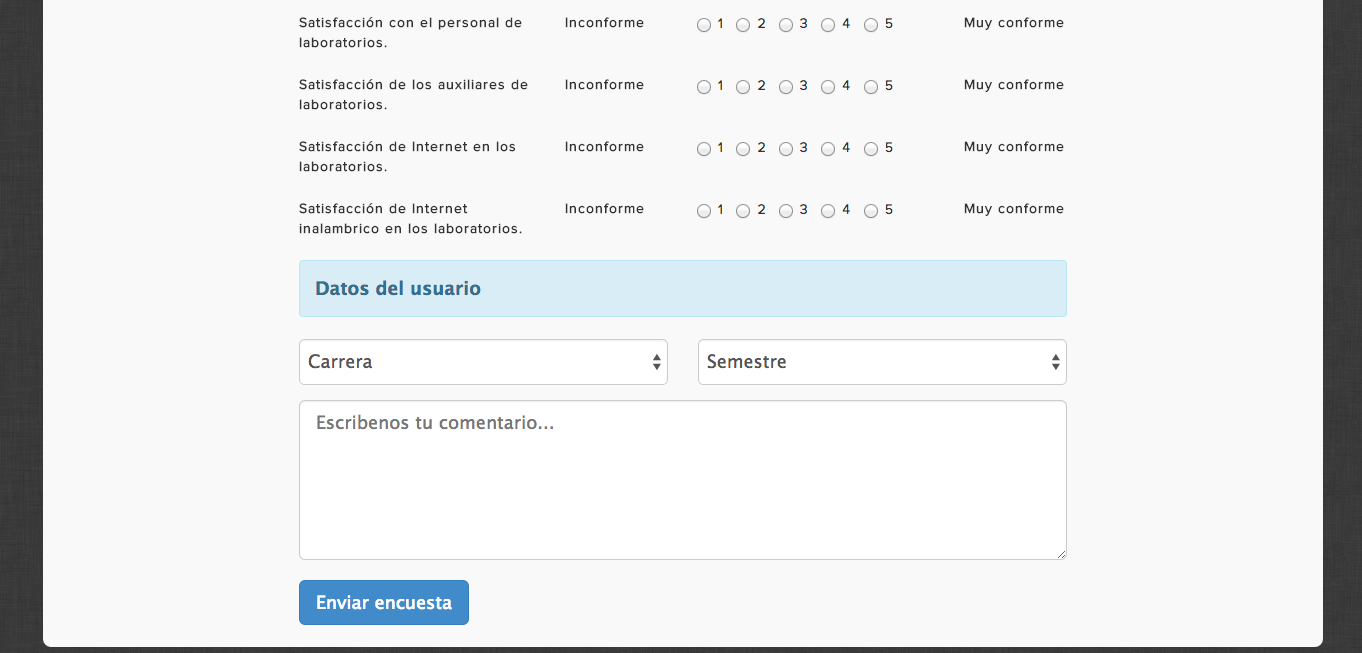 Satisfacción con el personal de Inconforme 1 2 3 4 5 Muy conforme
laboratorios.
Satisfacción de los auxiliares de Inconforme 1 2 3 4 5 Muy conforme
laboratorios.
Satisfacción de Internet en los Inconforme 1 2 3 4 5 Muy conforme
laboratorios.
Satisfacción de Internet Inconforme 1 2 3 4 5 Muy conforme
inalambrico en los laboratorios.
Datos del usuario
Carrera Semestre
Escribenos tu comentario...
Enviar encuesta